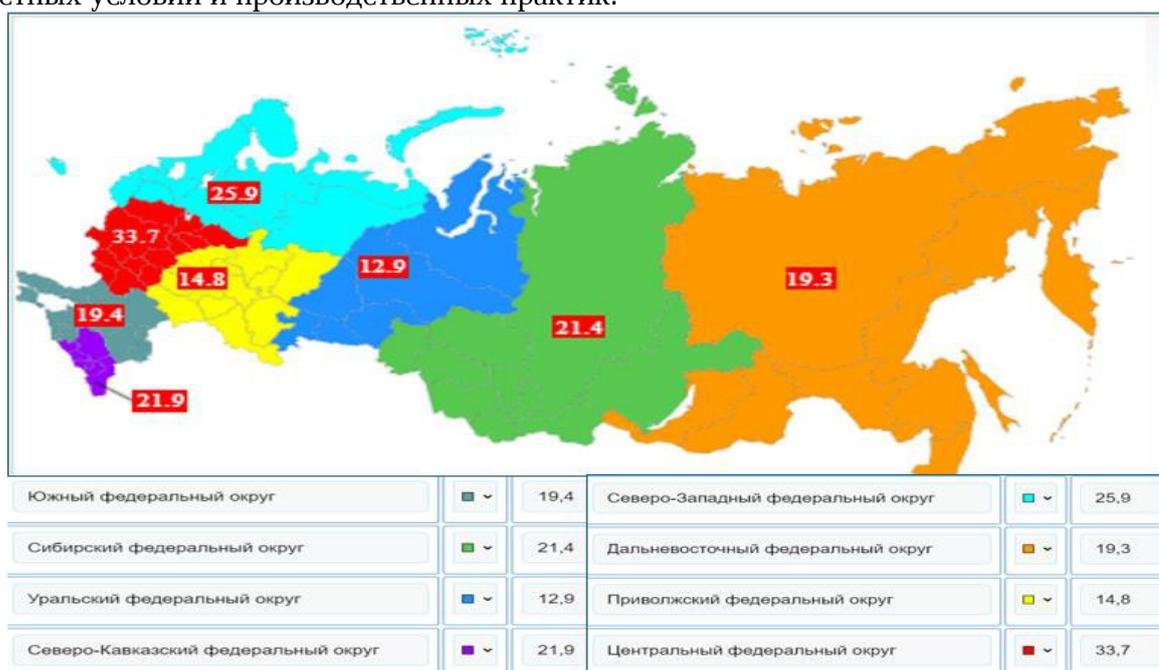 условий и производственных практик.
25.9
33.7
14.8
12.9
19.3
19.4
21.4
21.9
Южный федеральный округ 19,4 Северо-Западный федеральный округ 25,9
Сибирский федеральный округ 21,4 Дальневосточный федеральный округ 19,3
Уральский федеральный округ 12,9 Приволжский федеральный округ 14,8
Северо-Кавказский федеральный округ 21,9 Центральный федеральный округ 33,7